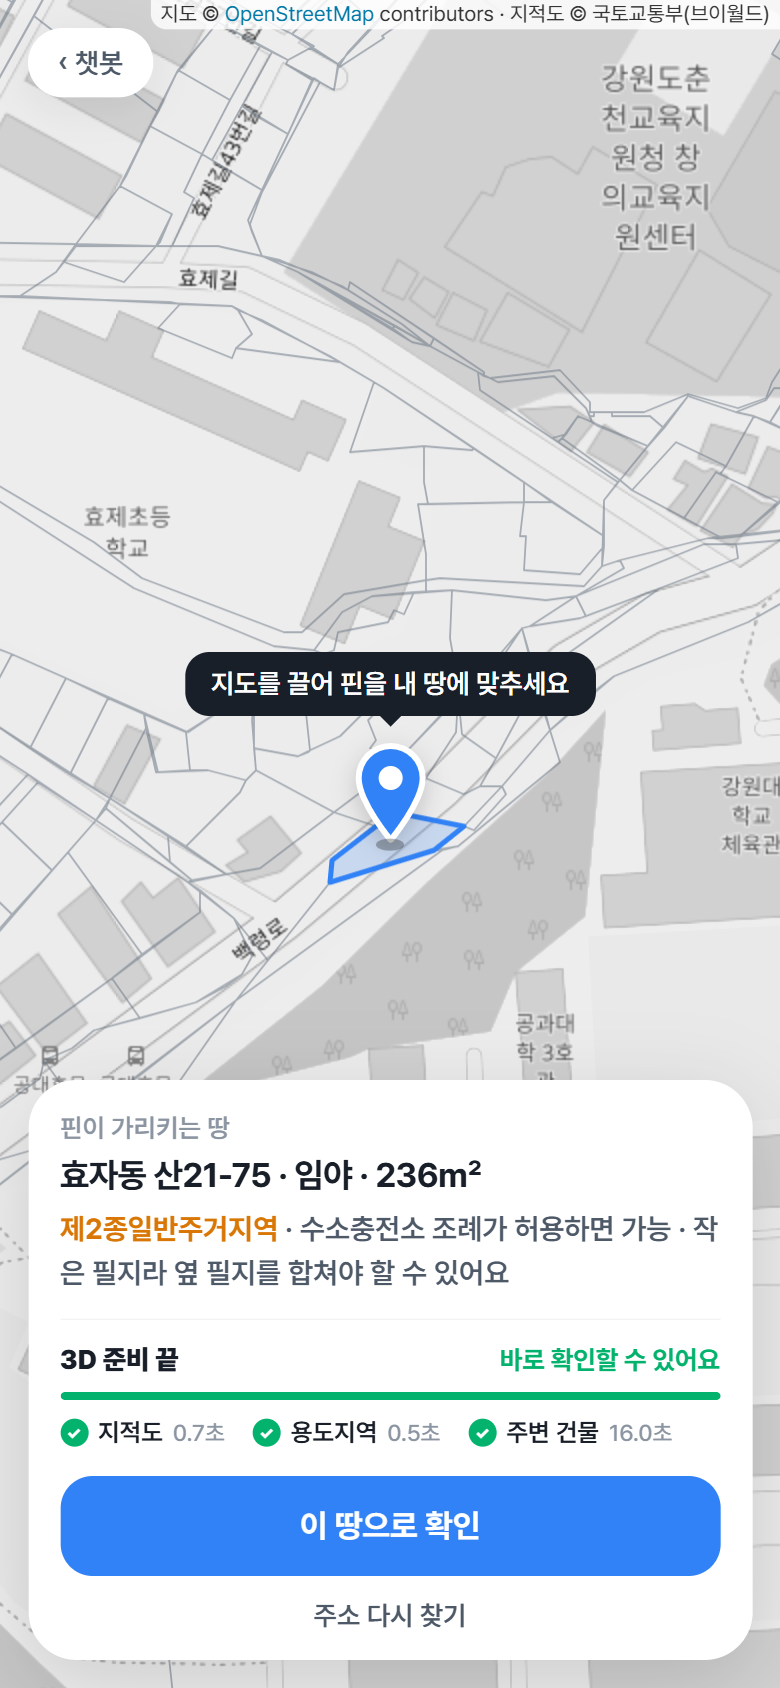 지도 © OpenStreetMap contributors · 지적도 © 국토교통부(브이월드)
‹ 챗봇
강원도춘
천교육지
원청 창
의교육지
원센터
효제길43번길
효제길
효제초등
학교
지도를 끌어 핀을 내 땅에 맞추세요
강원대
학교
체육관
백령로
공과대
학 3호
관
핀이 가리키는 땅
효자동 산21-75 · 임야 · 236m²
제2종일반주거지역 · 수소충전소 조례가 허용하면 가능 · 작
은 필지라 옆 필지를 합쳐야 할 수 있어요
3D 준비 끝
바로 확인할 수 있어요
지적도 0.7초
용도지역 0.5초
주변 건물 16.0초
이 땅으로 확인
주소 다시 찾기